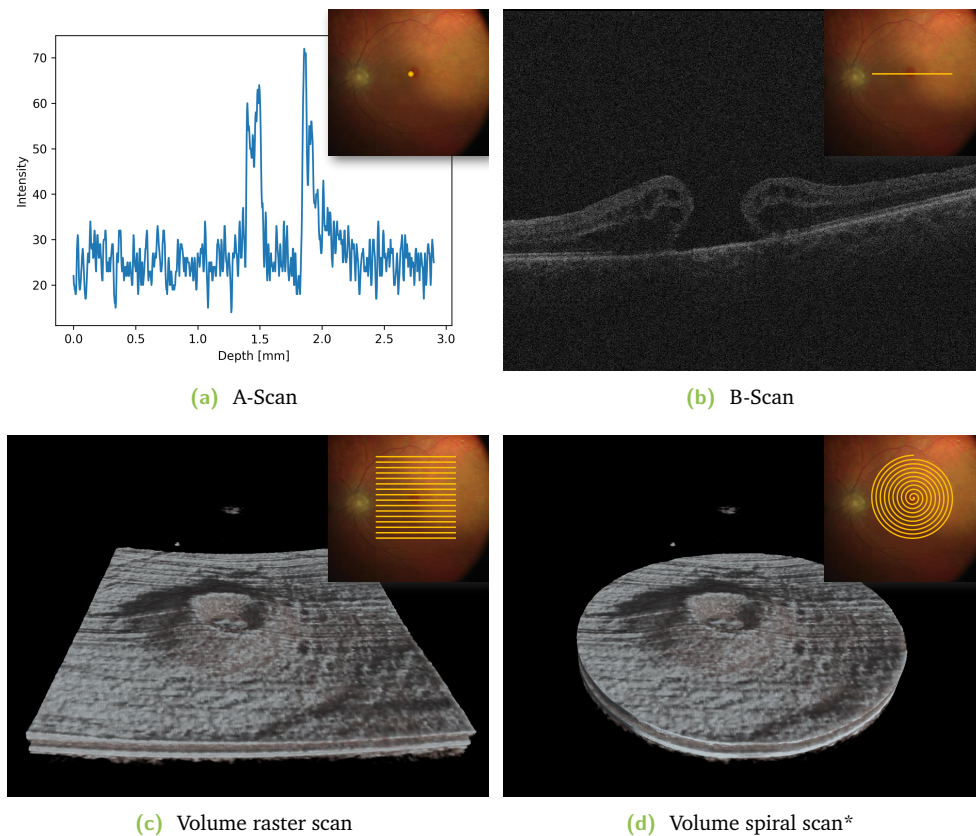 70
60
50
40
30
20
Intensity
0.0 0.5 1.0 1.5 2.0 2.5 3.0
Depth [mm]
(a) A-Scan
(b) B-Scan
(c) Volume raster scan
(d) Volume spiral scan*